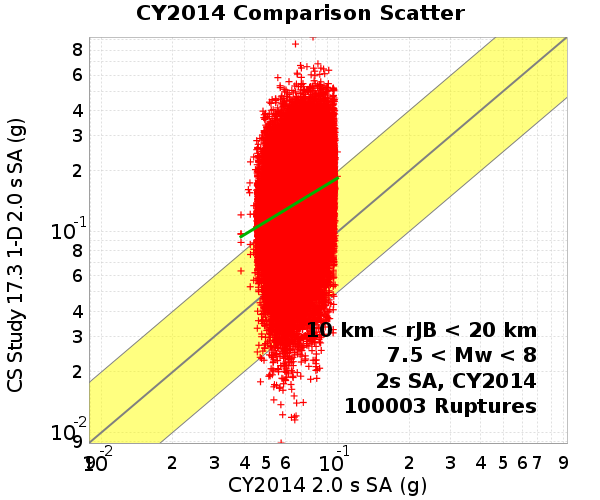 CY2014 Comparison Scatter
CS Study 17.3 1-D 2.0 s SA (g)
8
6
4
3
2
10-1
8
6
4
3
2
10-2
9
10 km < rJB < 20 km
7.5 < Mw < 8
2s SA, CY2014
100003 Ruptures
9 10-2 2 3 4 5 6 10-1 2 3 4 5 6 7 9
CY2014 2.0 s SA (g)